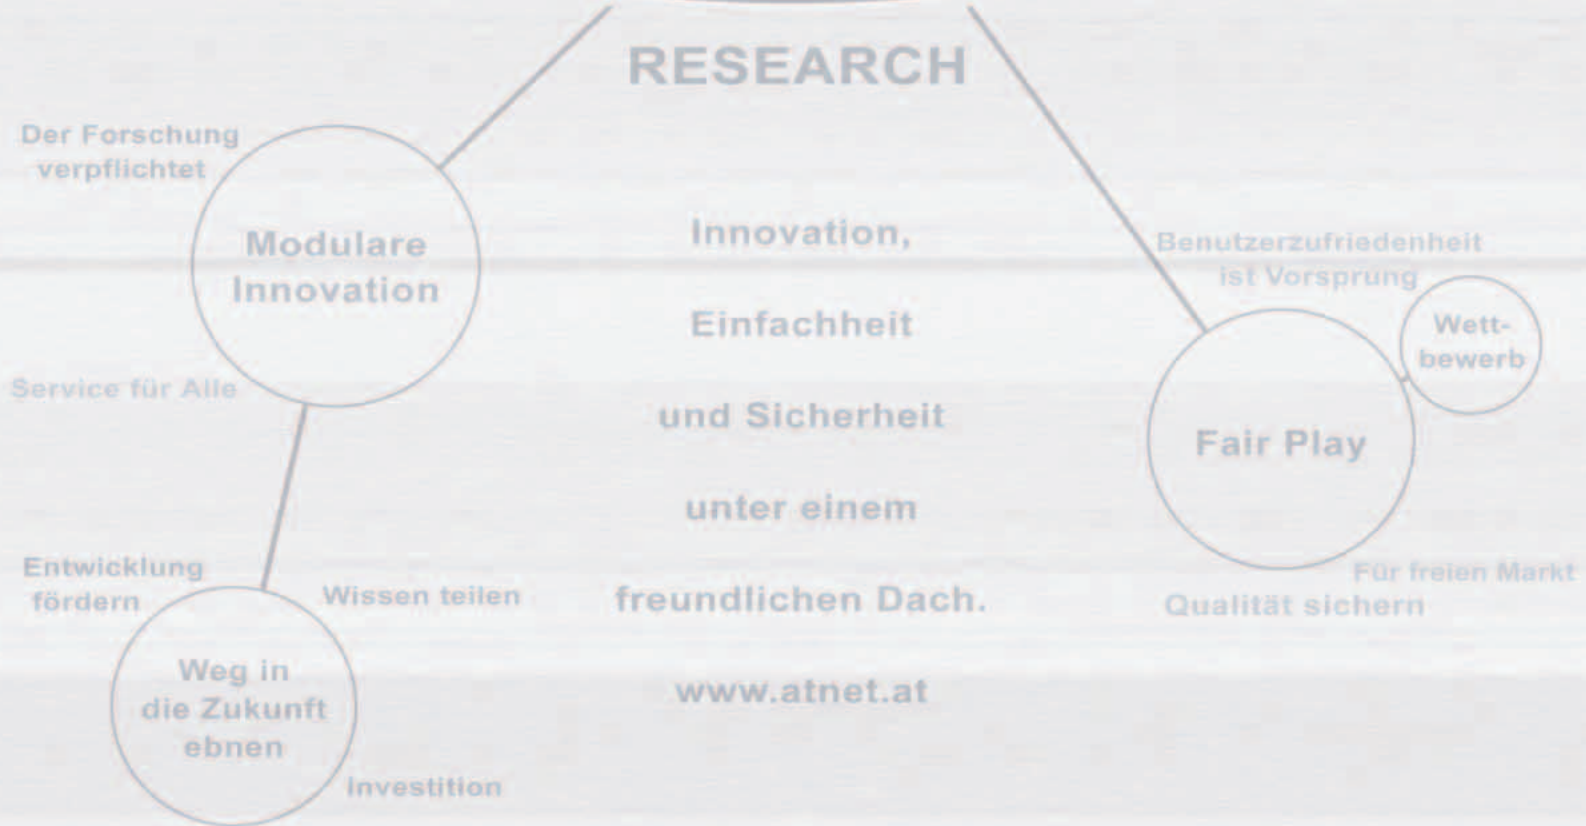 RESEARCH
Der Forschung
verpflichtet
Modulare
Innovation
Service für Alle
Entwicklung
fördern
Wissen teilen
Weg in
die Zukunft
ebnen
Investition
Innovation,
Einfachheit
und Sicherheit
unter einem
freundlichen Dach.
www.atnet.at
Benutzerzufriedenheit
ist Vorsprung
Wett-
bewerb
Fair Play
Für freien Markt
Qualität sichern